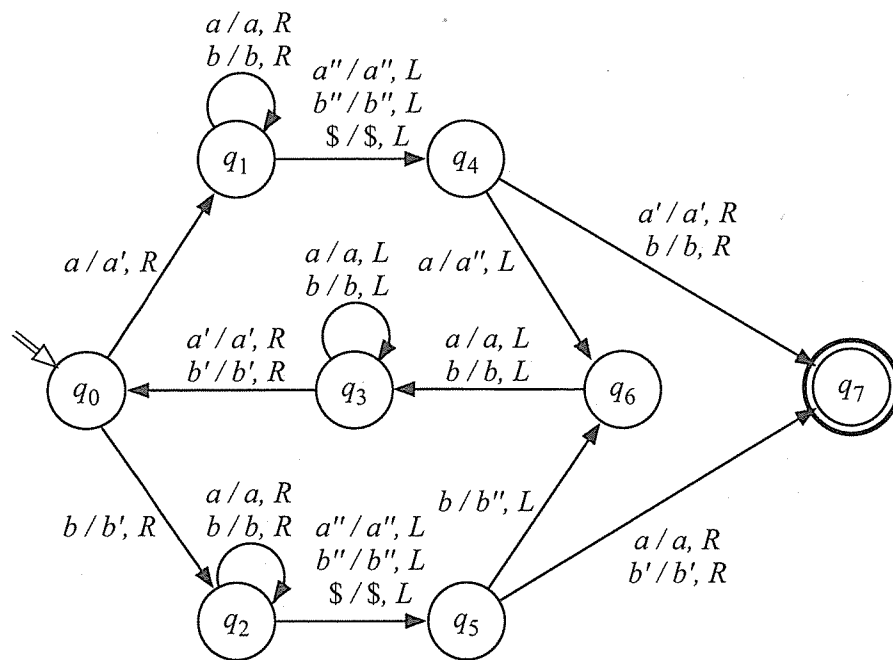 a / a, R
b / b, R
a'' / a'', L
b'' / b'', L
$ / $, L
q1
q4
a' / a', R
b / b, R
a / a', R
a / a, L
b / b, L
a / a'', L
a' / a', R
b' / b', R
a / a, L
b / b, L
q0
q3
q6
q7
b / b', R
a / a, R
b / b, R
a'' / a'', L
b'' / b'', L
$ / $, L
b / b'', L
a / a, R
b' / b', R
q2
q5